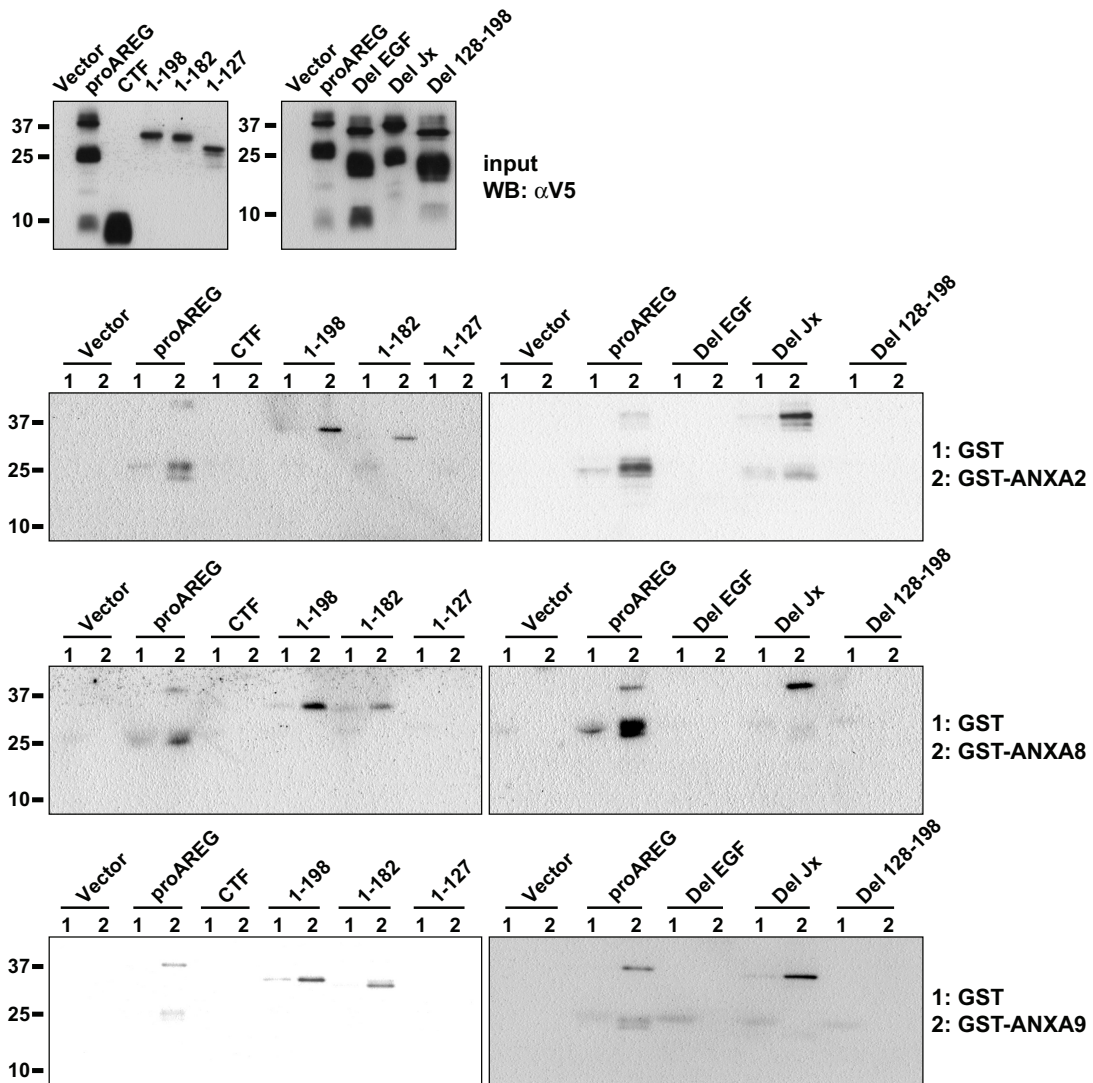 Vector proAREG CTF 1-198 1-182 1-127 Vector proAREG Del EGF Del Jx Del 128-198
37 37
25 25
input
WB: αV5
10 10
Vector proAREG CTF 1-198 1-182 1-127 Vector proAREG Del EGF Del Jx Del 128-198
1 2 1 2 1 2 1 2 1 2 1 2 1 2 1 2 1 2 1 2 1 2
37
1: GST
25
2: GST-ANXA2
10
Vector proAREG CTF 1-198 1-182 1-127 Vector proAREG Del EGF Del Jx Del 128-198
1 2 1 2 1 2 1 2 1 2 1 2 1 2 1 2 1 2 1 2 1 2
37
1: GST
25
2: GST-ANXA8
10
Vector proAREG CTF 1-198 1-182 1-127 Vector proAREG Del EGF Del Jx Del 128-198
1 2 1 2 1 2 1 2 1 2 1 2 1 2 1 2 1 2 1 2 1 2
37
1: GST
25
2: GST-ANXA9
10